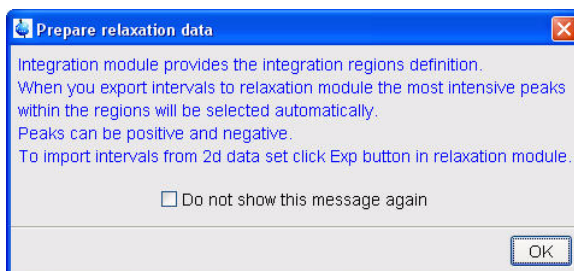 Prepare relaxation data
Integration module provides the integration regions definition.
When you export intervals to relaxation module the most intensive peaks
within the regions will be selected automatically.
Peaks can be positive and negative.
To import intervals from 2d data set click Exp button in relaxation module.
Do not show this message again
OK